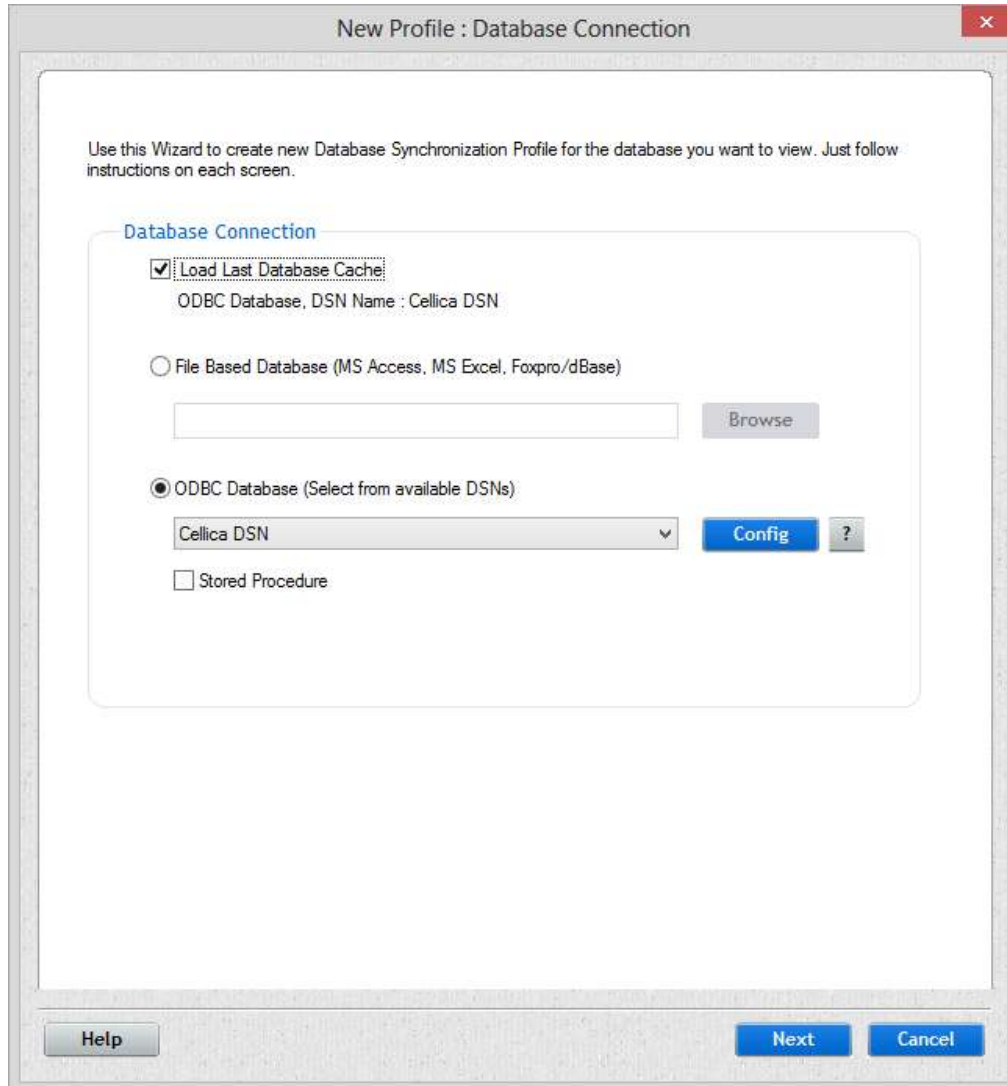 New Profile : Database Connection
Use this Wizard to create new Database Synchronization Profile for the database you want to view. Just follow
instructions on each screen.
Database Connection
Load Last Database Cache
ODBC Database, DSN Name : Cellica DSN
File Based Database (MS Access, MS Excel, Foxpro/dBase)
Browse
ODBC Database (Select from available DSNs)
Cellica DSN
Config
?
Stored Procedure
Help
Next
Cancel